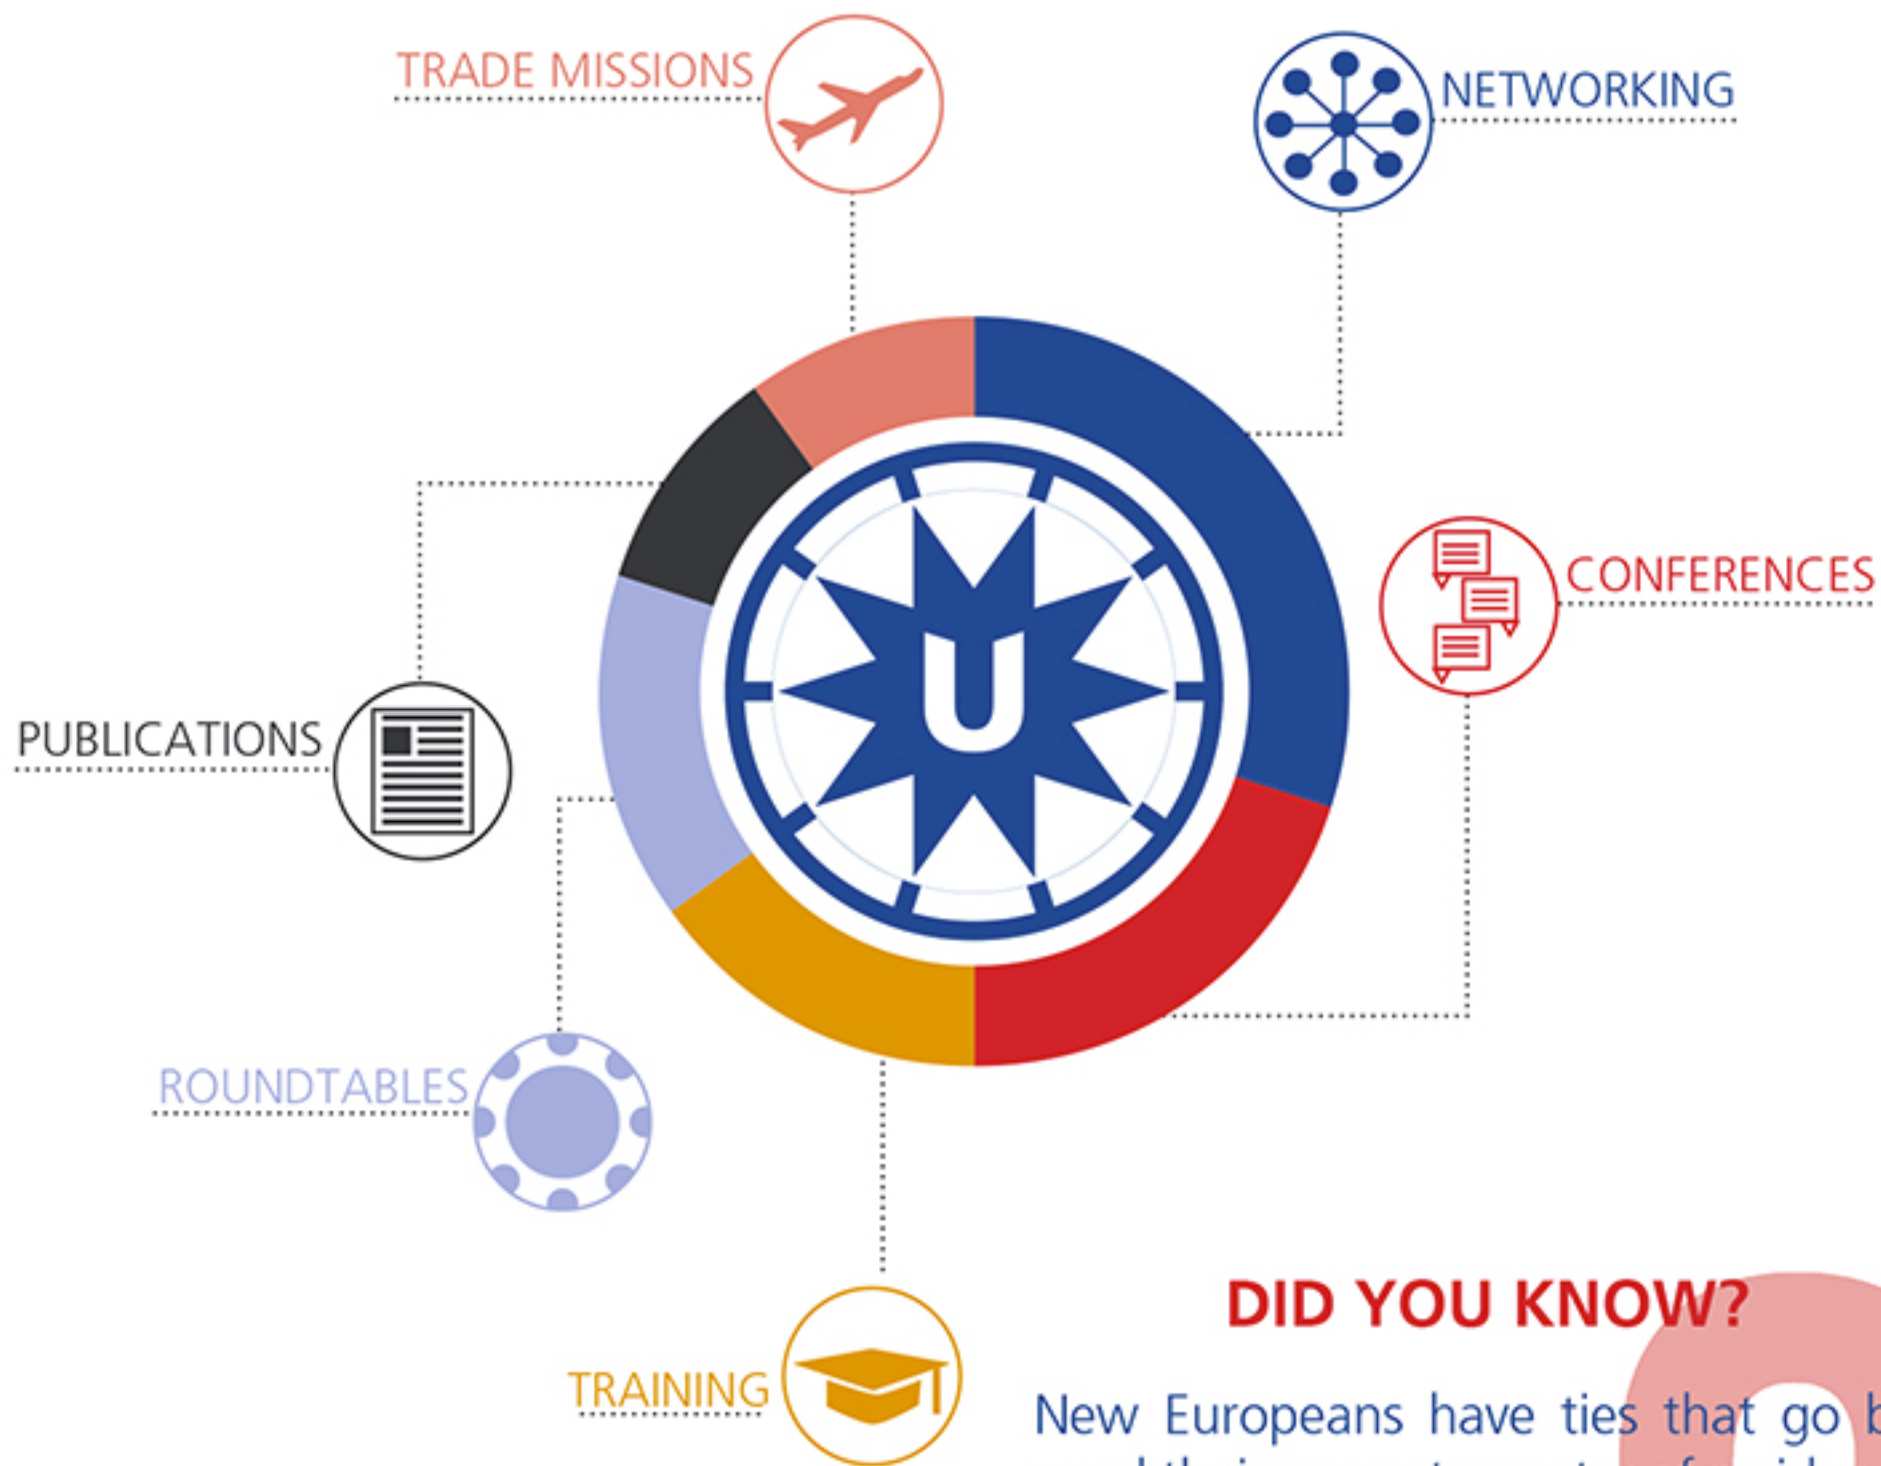 TRADE MISSIONS
NETWORKING
CONFERENCES
PUBLICATIONS
U
ROUNDTABLES
TRAINING
DID YOU KNOW?
New Europeans have ties that go